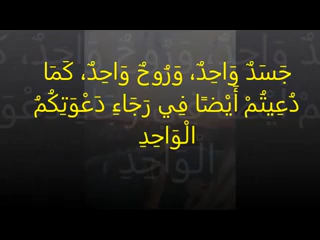 جَسَدٌ وَاحِدٌ، وَرُوحٌ وَاحِدٌ، كَمَا
دُعِيتُمْ أَيْضًا فِي رَجَاءِ دَعْوَتِكُمُ
الْوَاحِدِ